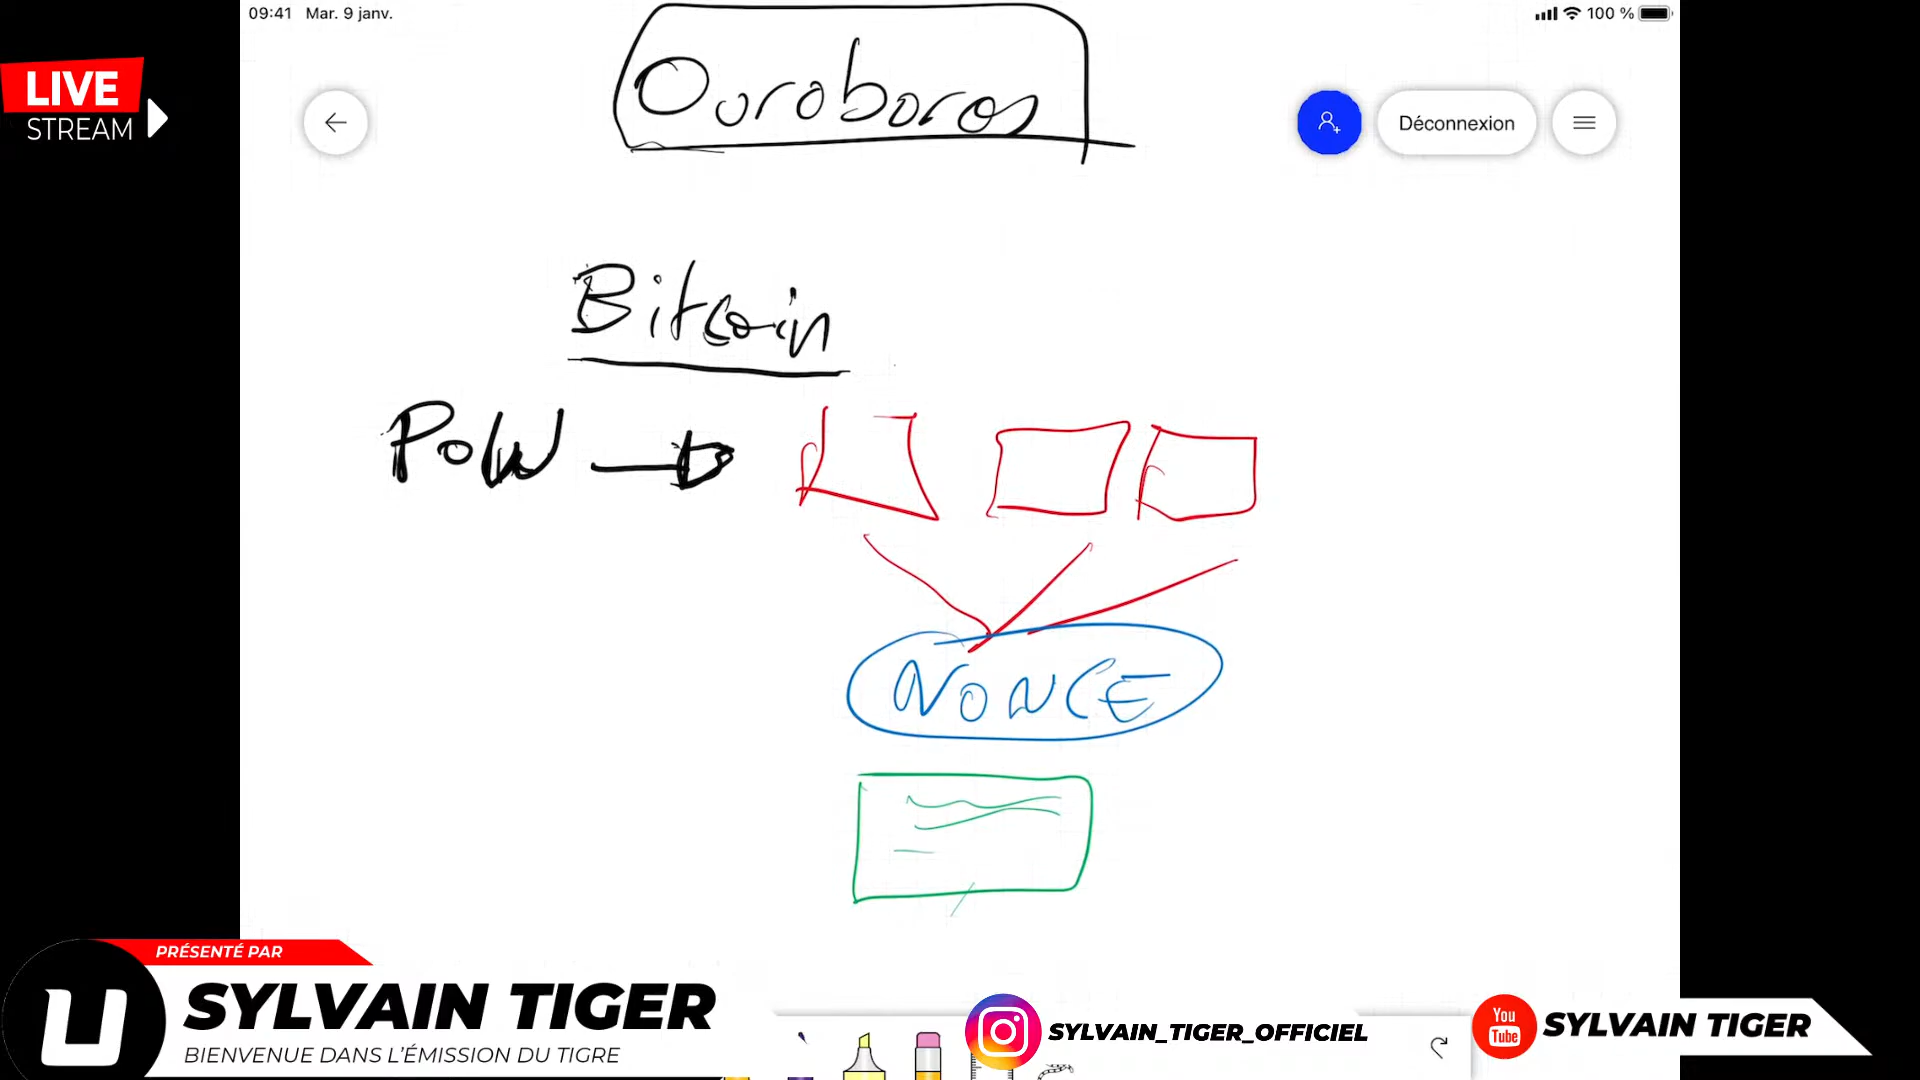 09:41 Mar. 9 janv.
100 %
LIVE
STREAM
Ouroboros
Déconnexion
Bitcoin
PoW
NONCE
PRÉSENTÉ PAR
SYLVAIN TIGER
BIENVENUE DANS L'ÉMISSION DU TIGRE
SYLVAIN_TIGER_OFFICIEL
You
Tube
SYLVAIN TIGER